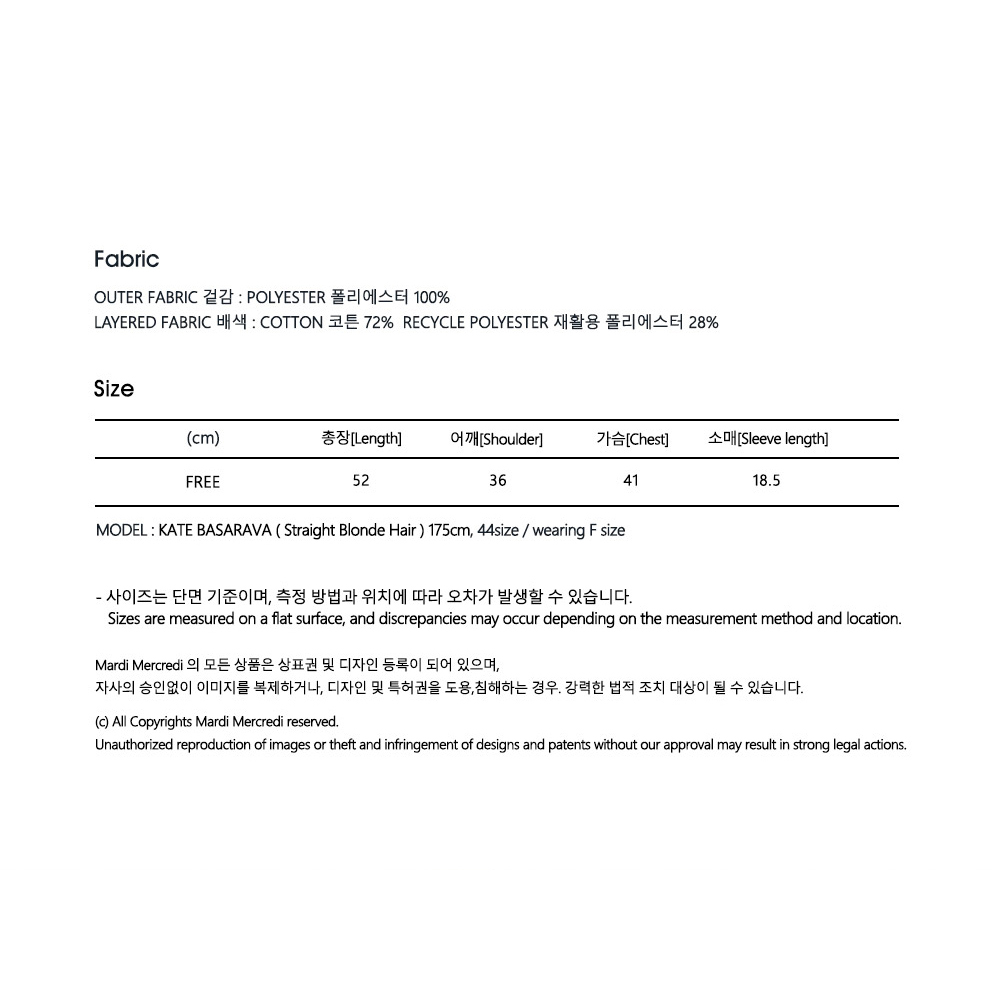 Fabric
OUTER FABRIC 겉감 : POLYESTER 폴리에스터 100%
LAYERED FABRIC 배색 : COTTON 코튼 72% RECYCLE POLYESTER 재활용 폴리에스터 28%
Size
(cm) 총장[Length] 어깨[Shoulder] 가슴[Chest] 소매[Sleeve length]
FREE 52 36 41 18.5
MODEL : KATE BASARAVA ( Straight Blonde Hair ) 175cm, 44size / wearing F size
- 사이즈는 단면 기준이며, 측정 방법과 위치에 따라 오차가 발생할 수 있습니다.
Sizes are measured on a flat surface, and discrepancies may occur depending on the measurement method and location.
Mardi Mercredi 의 모든 상품은 상표권 및 디자인 등록이 되어 있으며,
자사의 승인없이 이미지를 복제하거나, 디자인 및 특허권을 도용,침해하는 경우. 강력한 법적 조치 대상이 될 수 있습니다.
(c) All Copyrights Mardi Mercredi reserved.
Unauthorized reproduction of images or theft and infringement of designs and patents without our approval may result in strong legal actions.